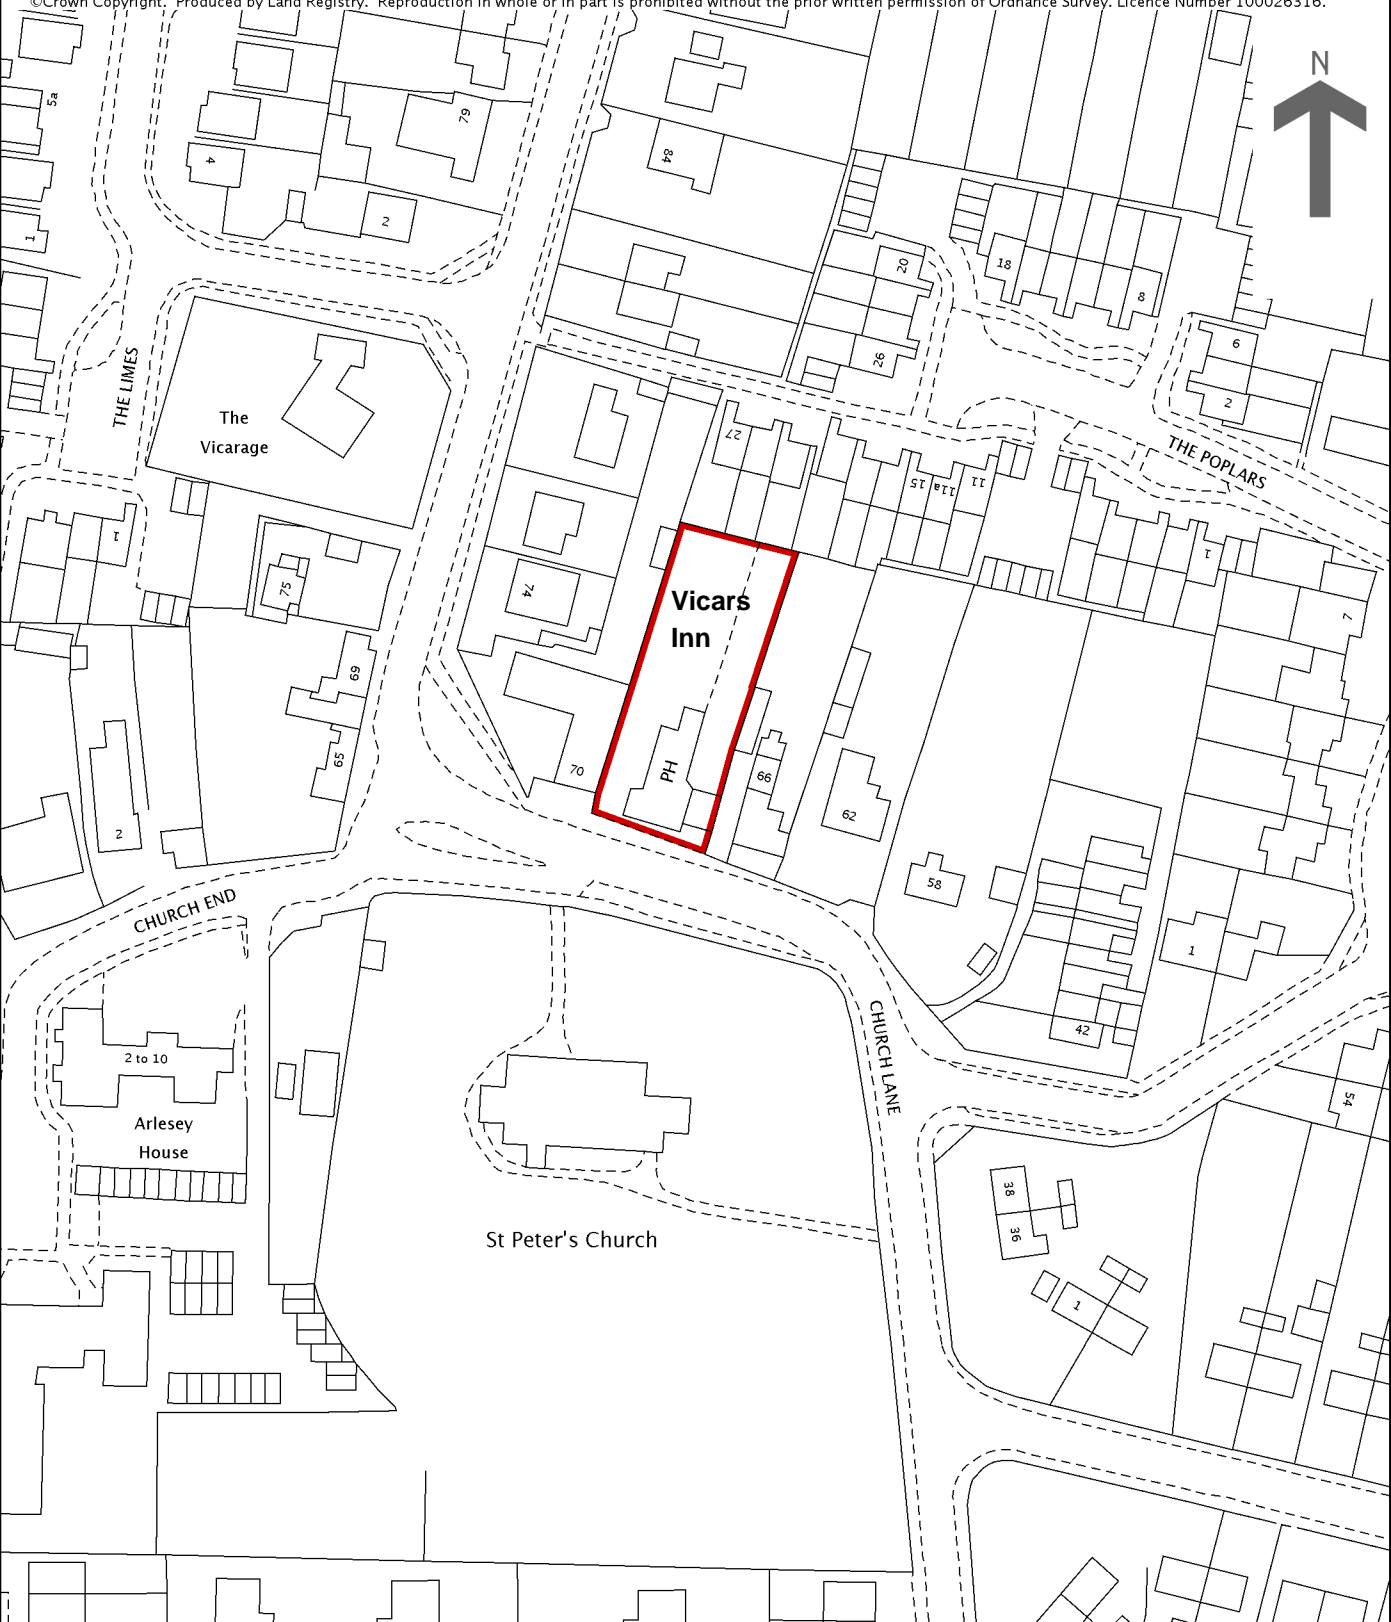 ©Crown Copyright. Produced by Land Registry. Reproduction in whole or in part is prohibited without the prior written permission of Ordnance Survey. Licence Number 100026316.
N
5a
79
4
84
2
1
20
18
8
6
26
2
THE LIMES
The
Vicarage
27
THE POPLARS
15
11a
11
1
1
75
74
Vicars
Inn
7
69
65
70
PH
66
62
2
58
CHURCH END
1
42
CHURCH LANE
2 to 10
54
Arlesey
House
38
36
St Peter's Church
1